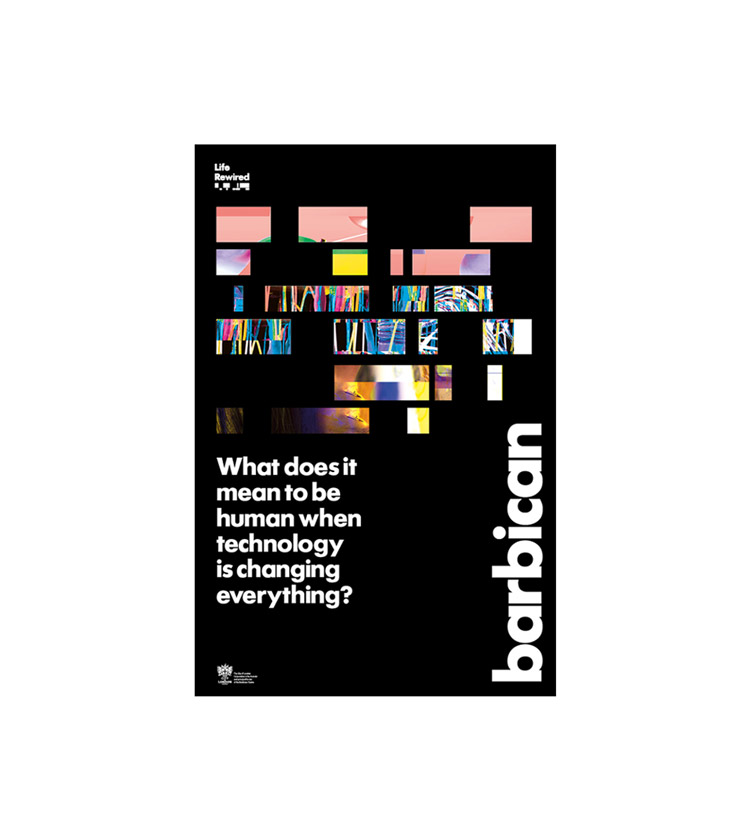 Life
Rewired
What does it
mean to be
human when
technology
is changing
everything?
barbican